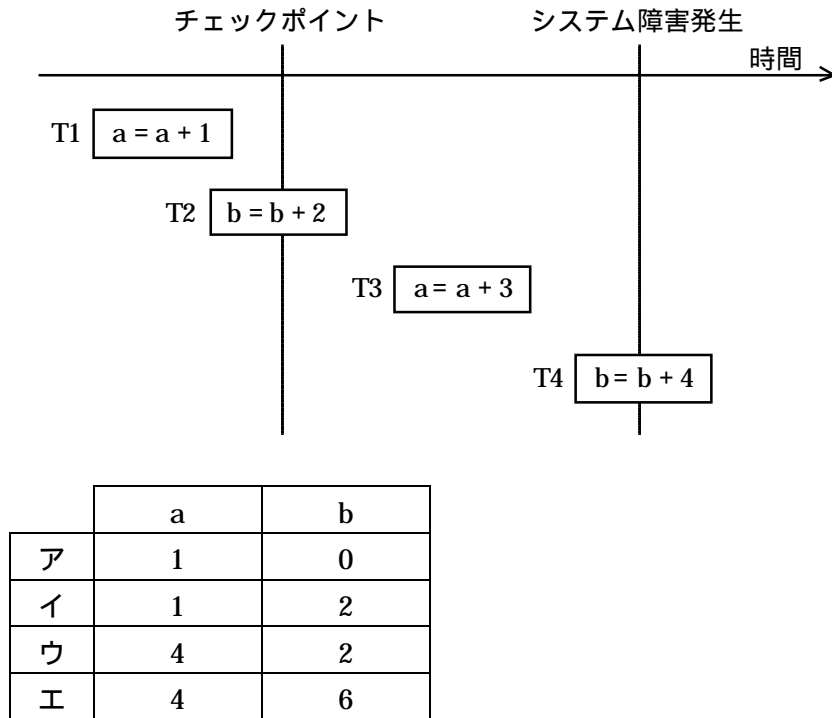 チェックポイント システム障害発生
時間
T1 a = a + 1
T2 b = b + 2
T3 a = a + 3
T4 b = b + 4
a b
ア 1 0
イ 1 2
ウ 4 2
エ 4 6